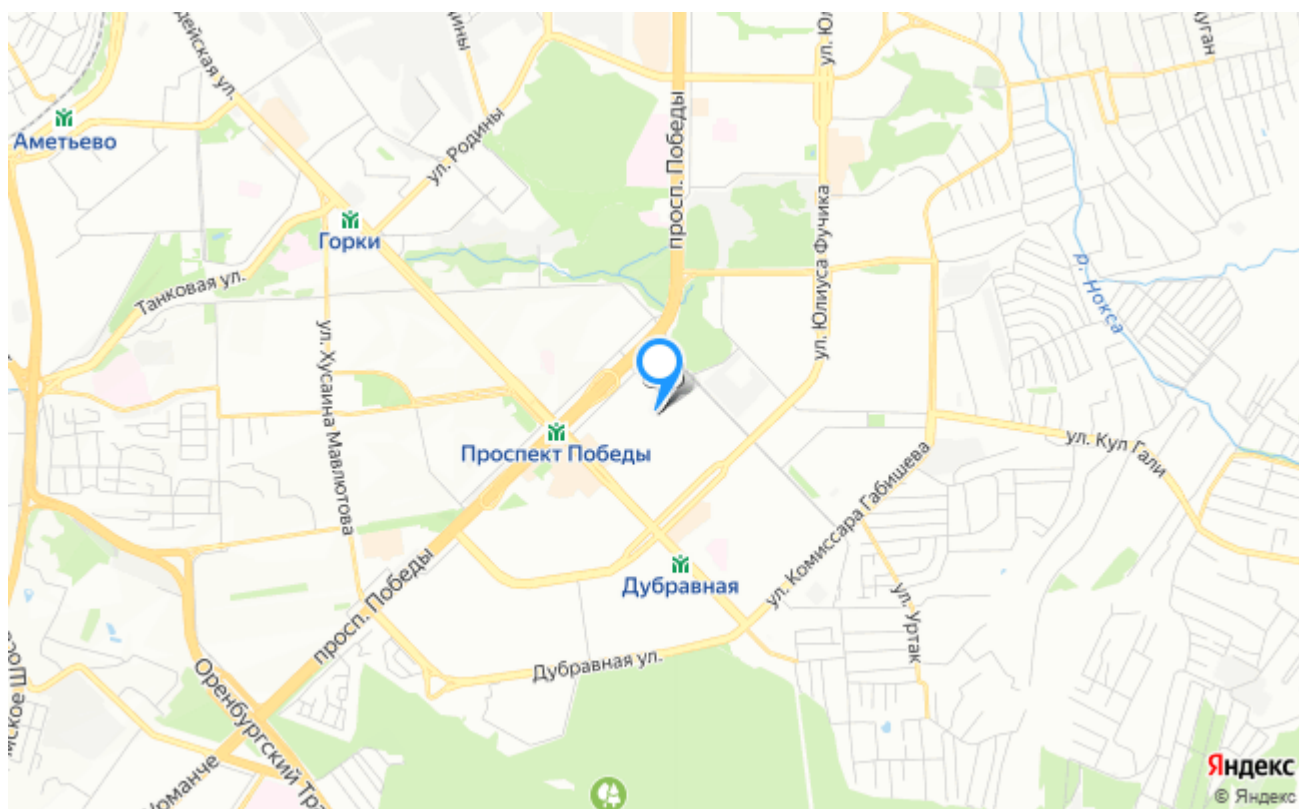 просп. Победы
ул. Родины
Аметьево
Горки
Танковая ул.
ул. Юлиуса Фучика
р. Нокса
ул. Хусаина Мавлютова
Проспект Победы
ул. Кул Гали
ул. Комиссара Габишева
просп. Победы
Дубравная
ул. Уртак
Дубравная ул.
Оренбургский Тра
Яндекс
© Яндекс